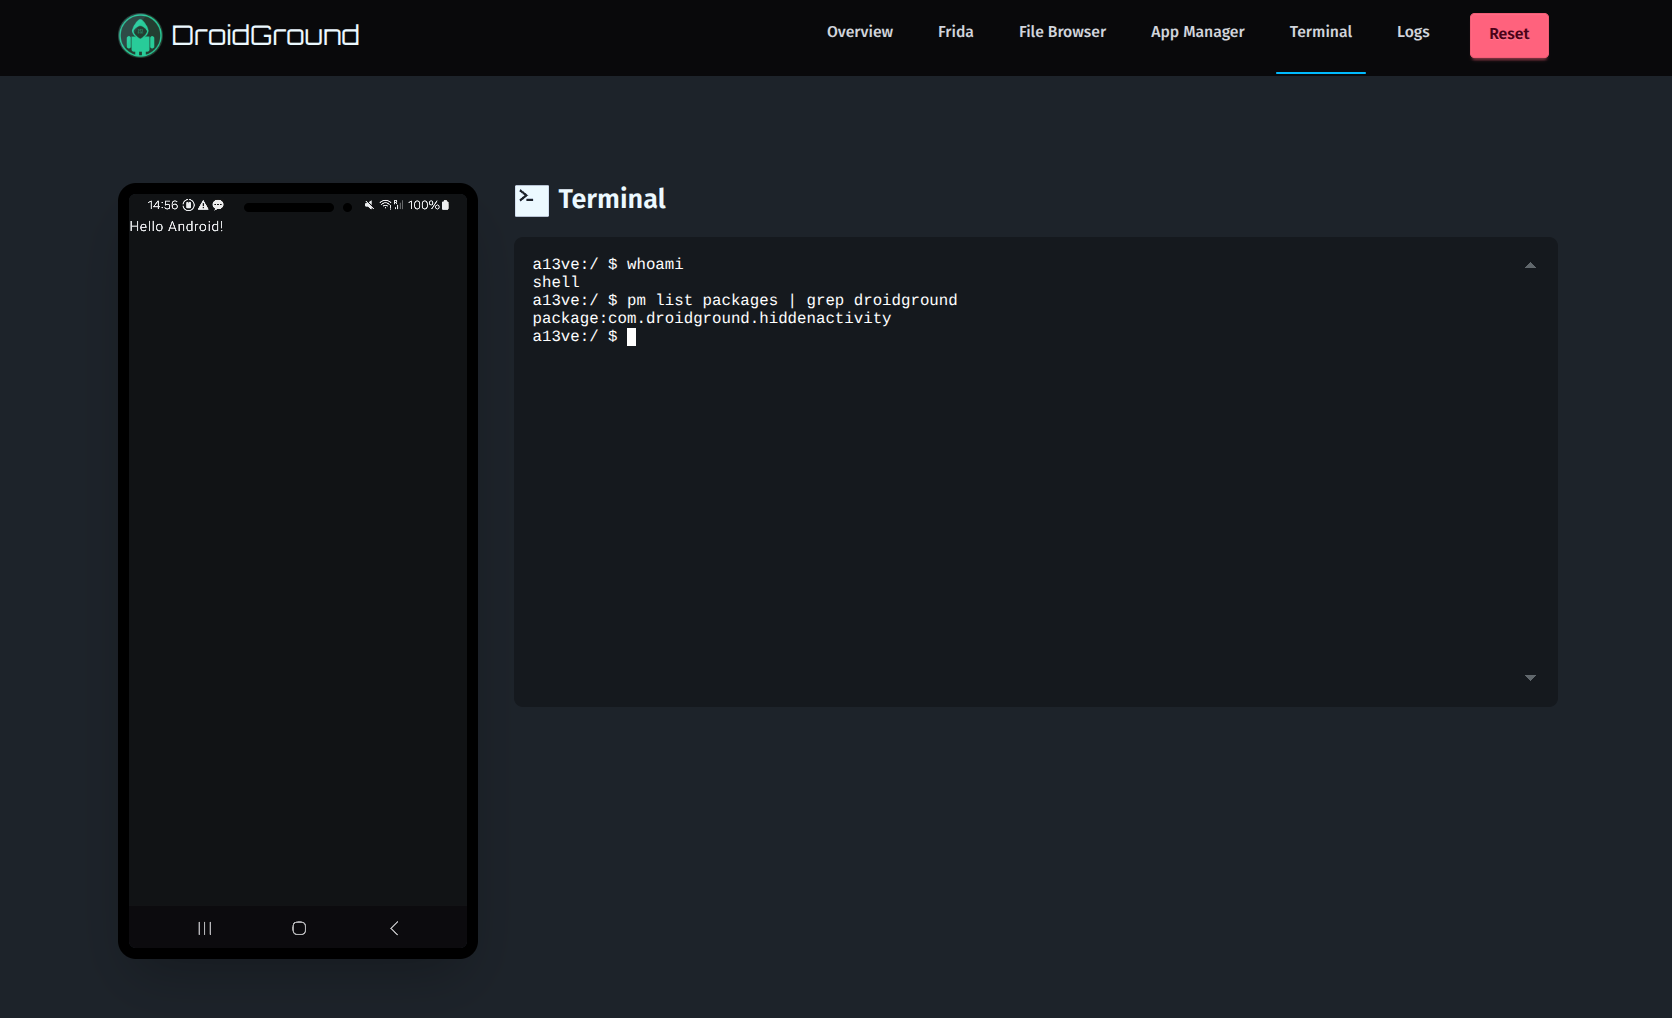 DroidGround
Overview
Frida
File Browser
App Manager
Terminal
Logs
Reset
14:56
100%
Hello Android!
Terminal
a13ve:/ $ whoami
shell
a13ve:/ $ pm list packages | grep droidground
package:com.droidground.hiddenactivity
a13ve:/ $